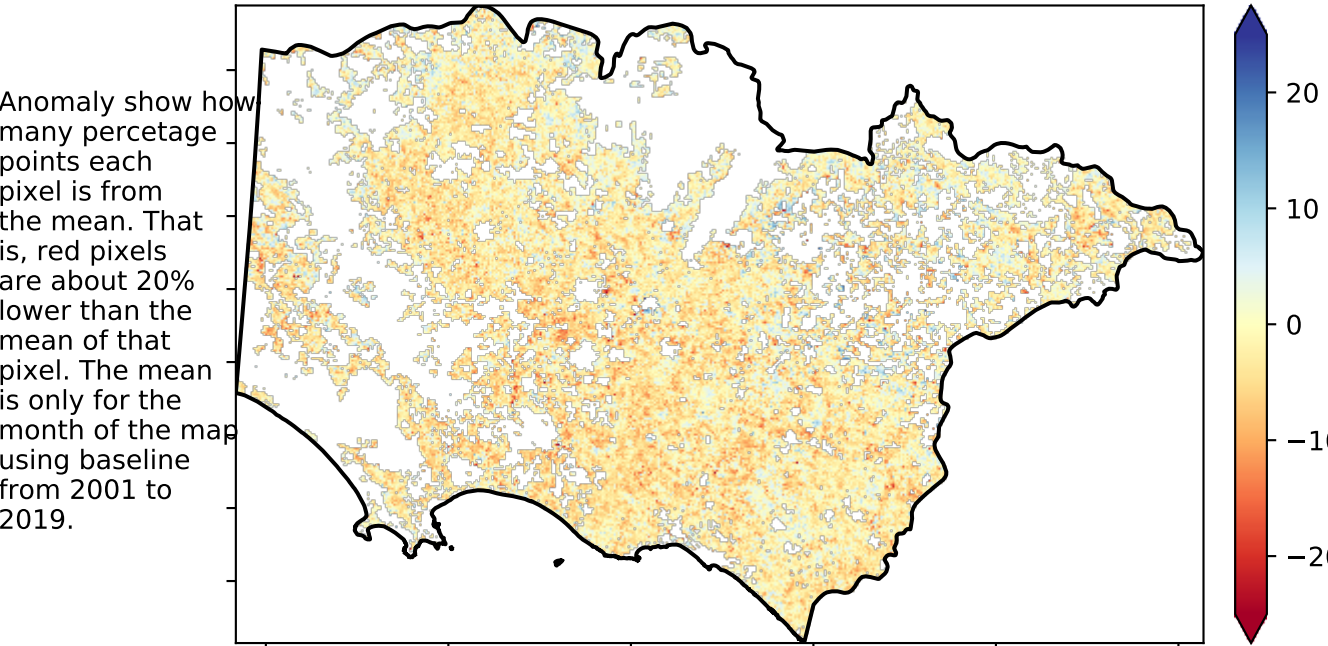 Anomaly show how
many percetage
points each
pixel is from
the mean. That
is, red pixels
are about 20%
lower than the
mean of that
pixel. The mean
is only for the
month of the map
using baseline
from 2001 to
2019.
20
10
0
−10
−20